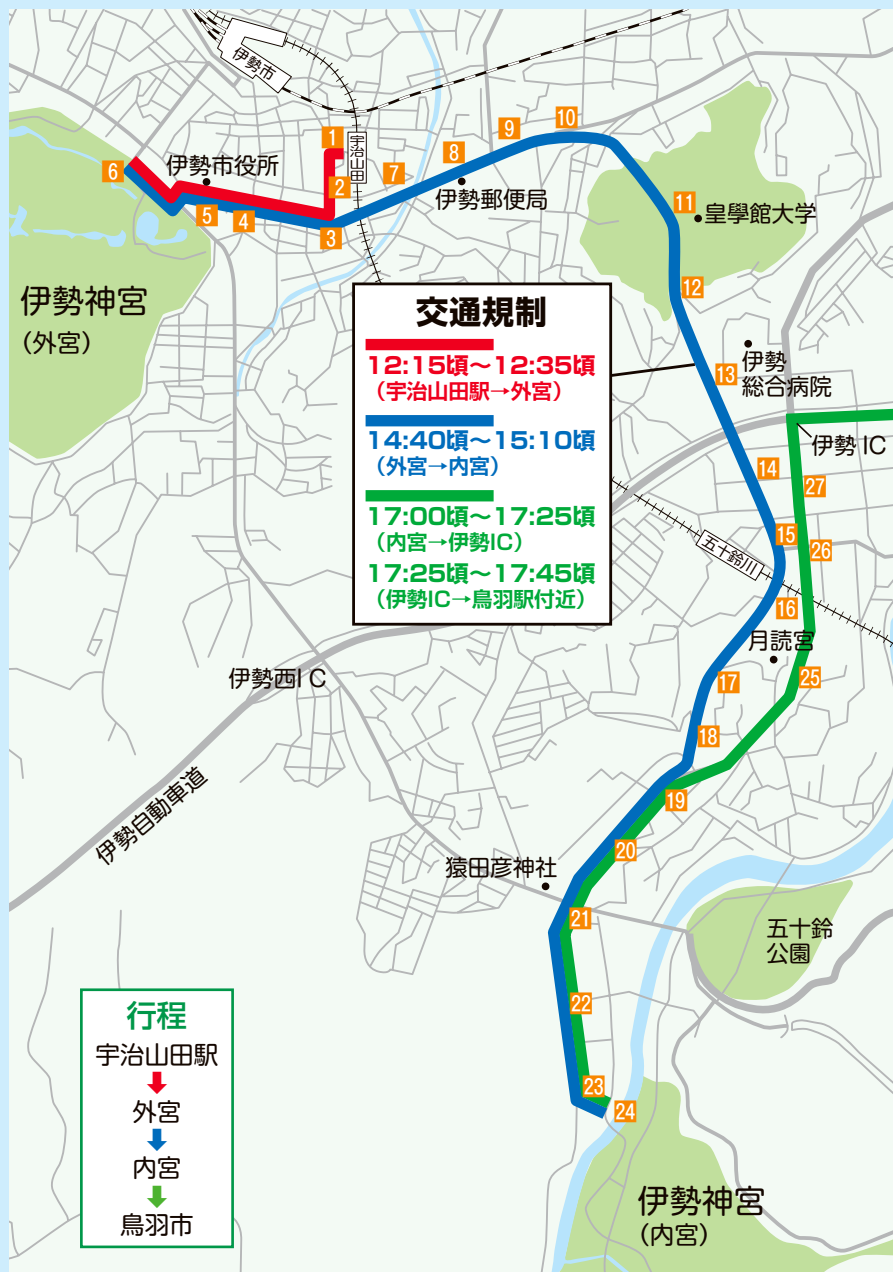 伊勢市
宇治山田
1
2
3
4
5
6
7
8
9
10
11
12
13
14
15
16
17
18
19
20
21
22
23
24
25
26
27
伊勢市役所
伊勢郵便局
皇學館大学
伊勢神宮
(外宮)
交通規制
12:15頃〜12:35頃
(宇治山田駅→外宮)
14:40頃〜15:10頃
(外宮→内宮)
17:00頃〜17:25頃
(内宮→伊勢IC)
17:25頃〜17:45頃
(伊勢IC→鳥羽駅付近)
伊勢
総合病院
伊勢 IC
五十鈴川
月読宮
伊勢西I C
伊勢自動車道
猿田彦神社
五十鈴
公園
行程
宇治山田駅
外宮
内宮
鳥羽市
伊勢神宮
(内宮)